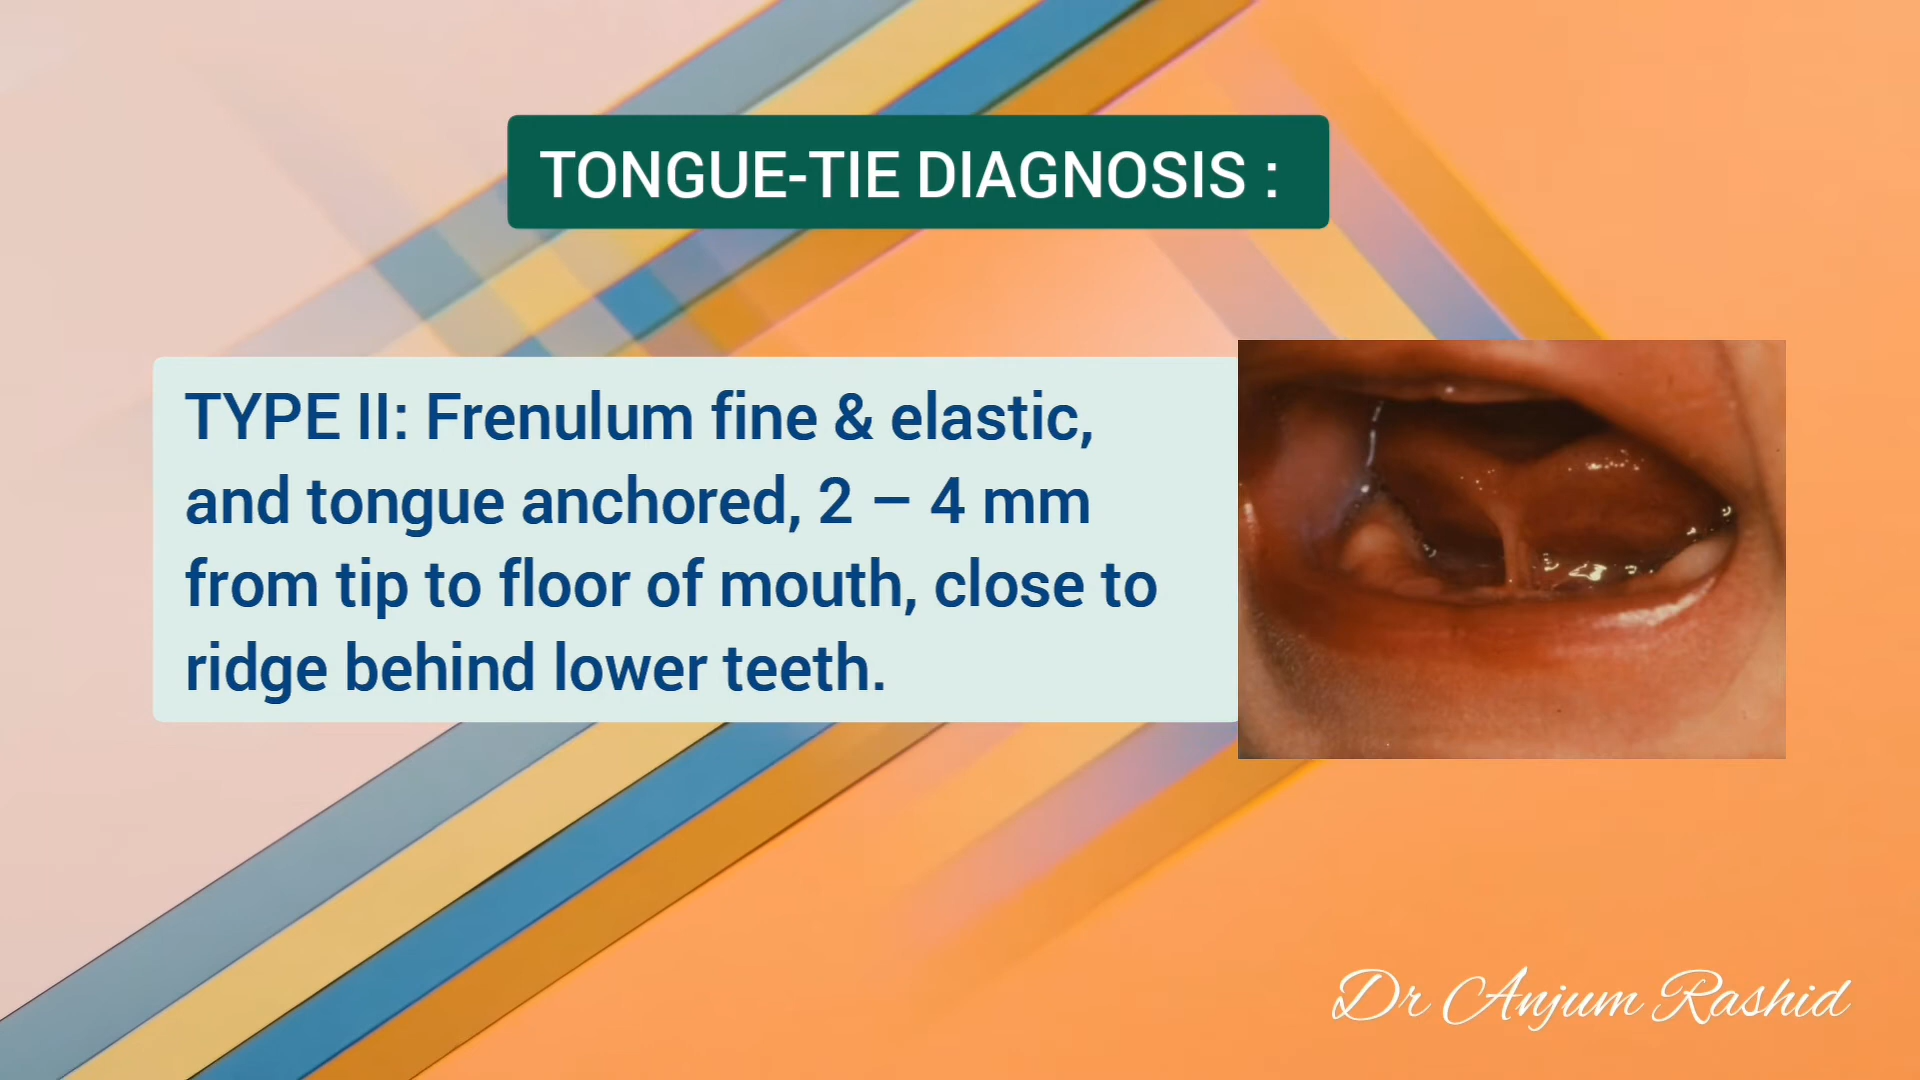 TONGUE-TIE DIAGNOSIS :
TYPE II: Frenulum fine & elastic,
and tongue anchored, 2 – 4 mm
from tip to floor of mouth, close to
ridge behind lower teeth.
Dr Anjum Rashid